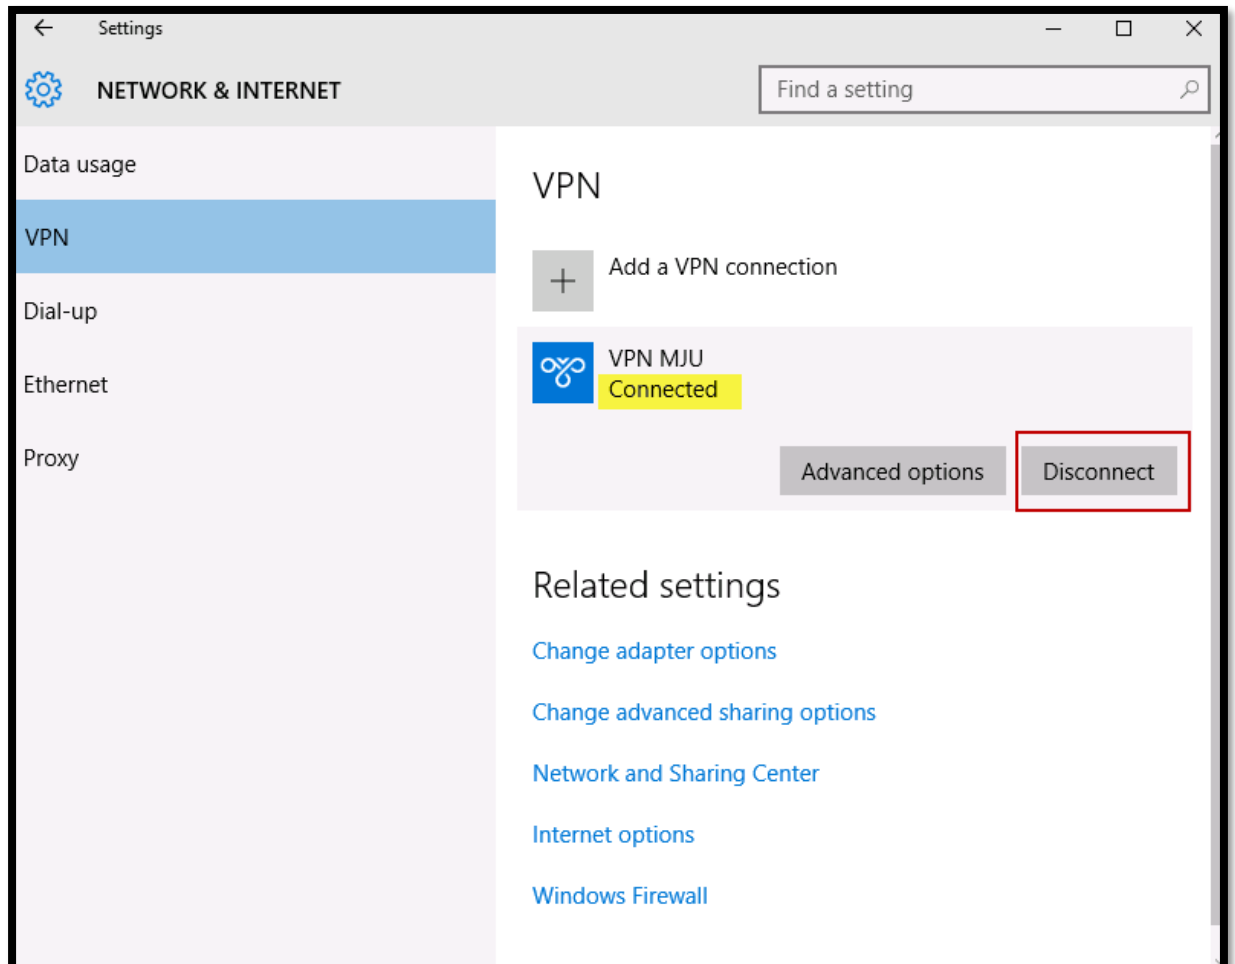 Settings
NETWORK & INTERNET
Find a setting
Data usage
VPN
Dial-up
Ethernet
Proxy
VPN
Add a VPN connection
VPN MJU
Connected
Advanced options
Disconnect
Related settings
Change adapter options
Change advanced sharing options
Network and Sharing Center
Internet options
Windows Firewall